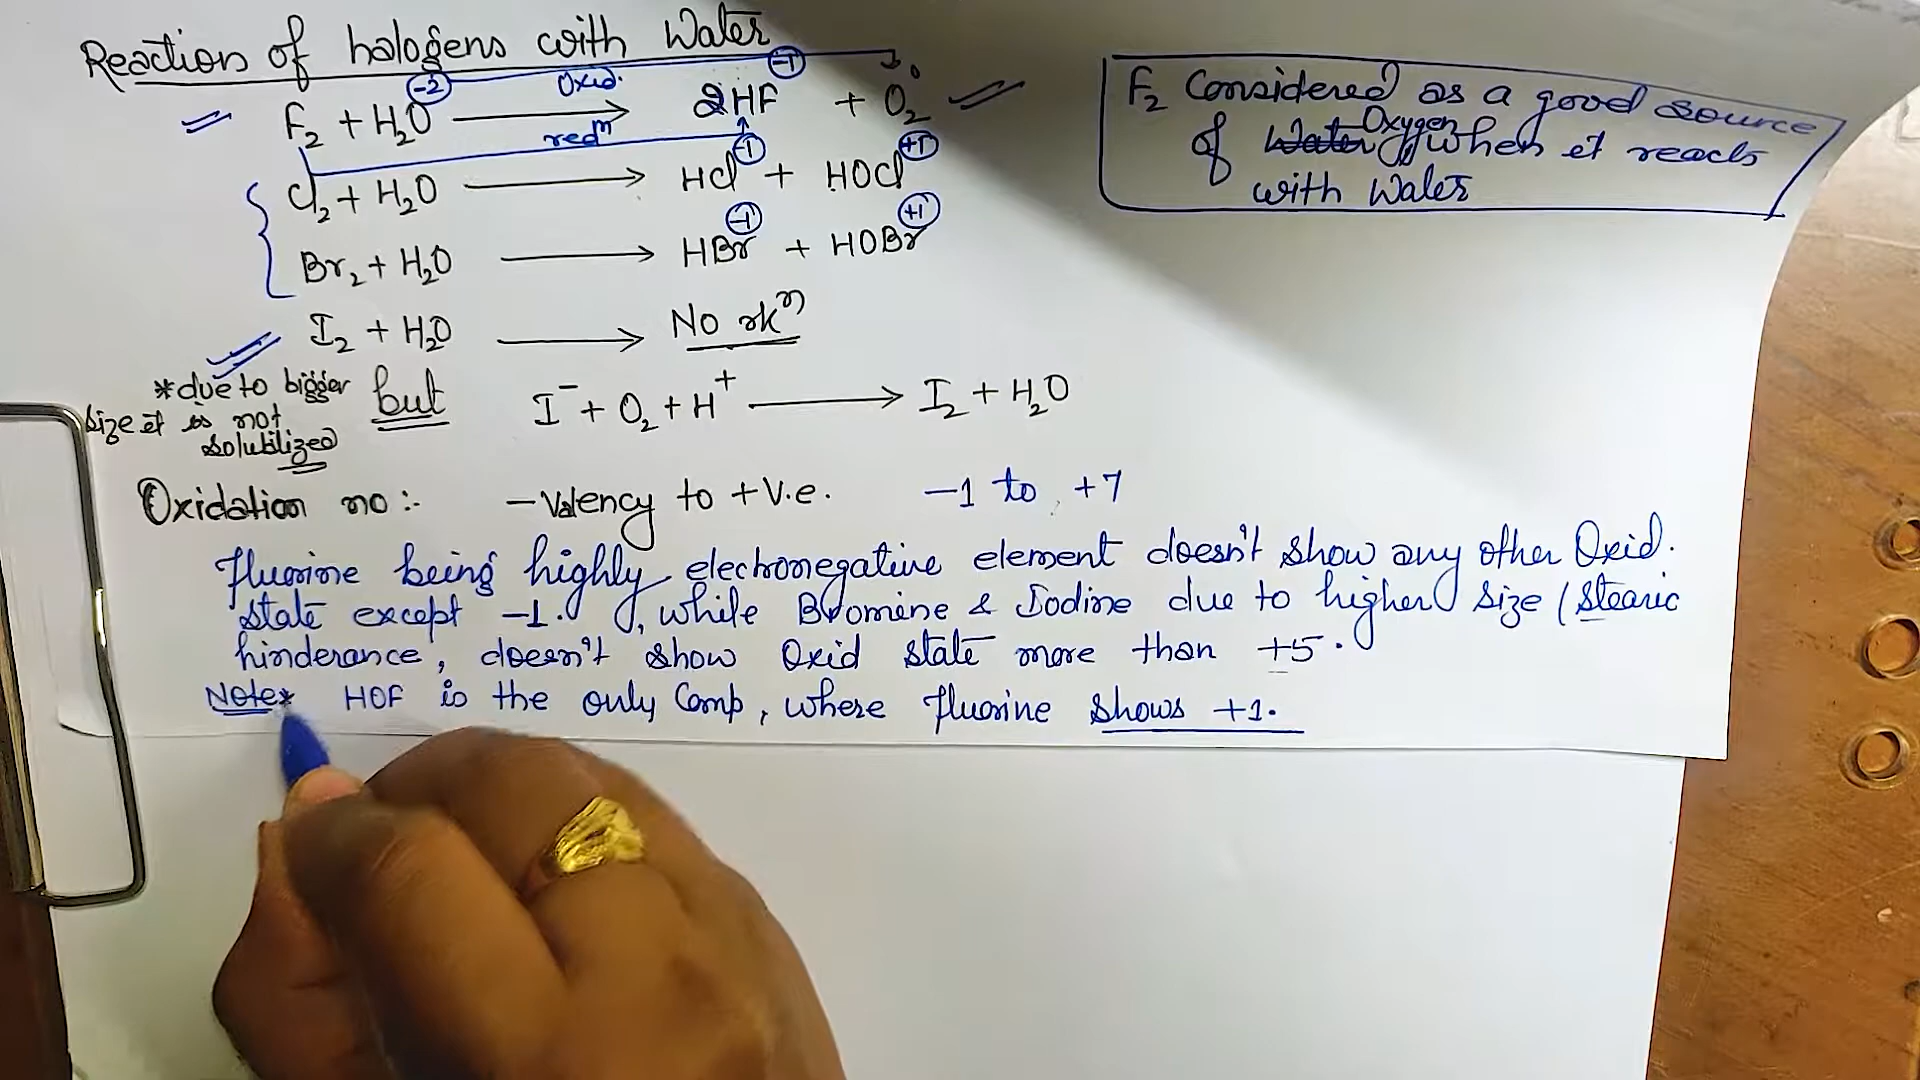 Reaction of halogens with Water
F₂ + H₂O ⟶ 2HF + O₂
-2 Oxid. -1 0
redⁿ
Cl₂ + H₂O ⟶ HCl + HOCl
-1 +1
Br₂ + H₂O ⟶ HBr + HOBr
-1 +1
I₂ + H₂O ⟶ No rkⁿ
*due to bigger
size it is not
solubilized
but I⁻ + O₂ + H⁺ ⟶ I₂ + H₂O
F₂ Considered as a good source
of Water Oxygen when it reacts
with Water
Oxidation no :- -Valency to +V.e. -1 to +7
fluorine being highly electronegative element doesn't show any other Oxid.
state except -1. , while Bromine & Iodine due to higher size (Stearic
hinderance, doesn't show Oxid state more than +5.
Note* HOF is the only Comp, where fluorine shows +1.